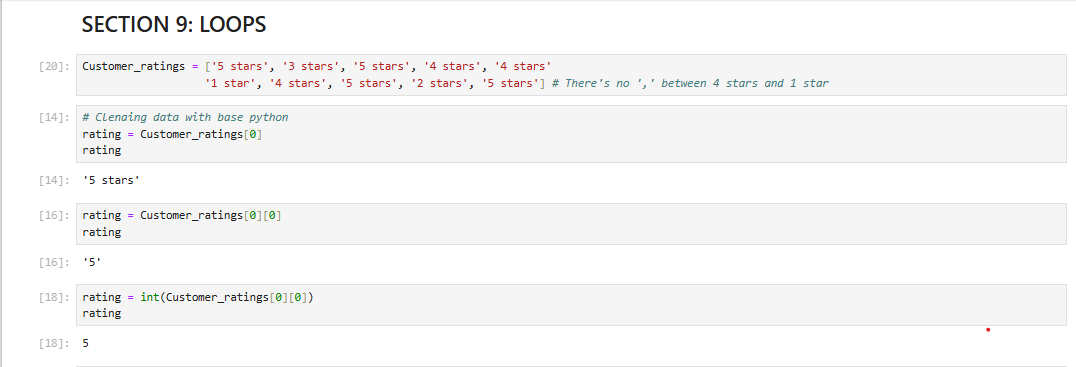 SECTION 9: LOOPS
[20]: Customer_ratings = ['5 stars', '3 stars', '5 stars', '4 stars', '4 stars'
'1 star', '4 stars', '5 stars', '2 stars', '5 stars'] # There's no ',' between 4 stars and 1 star
[14]: # Clenaing data with base python
rating = Customer_ratings[0]
rating
[14]: '5 stars'
[16]: rating = Customer_ratings[0][0]
rating
[16]: '5'
[18]: rating = int(Customer_ratings[0][0])
rating
[18]: 5